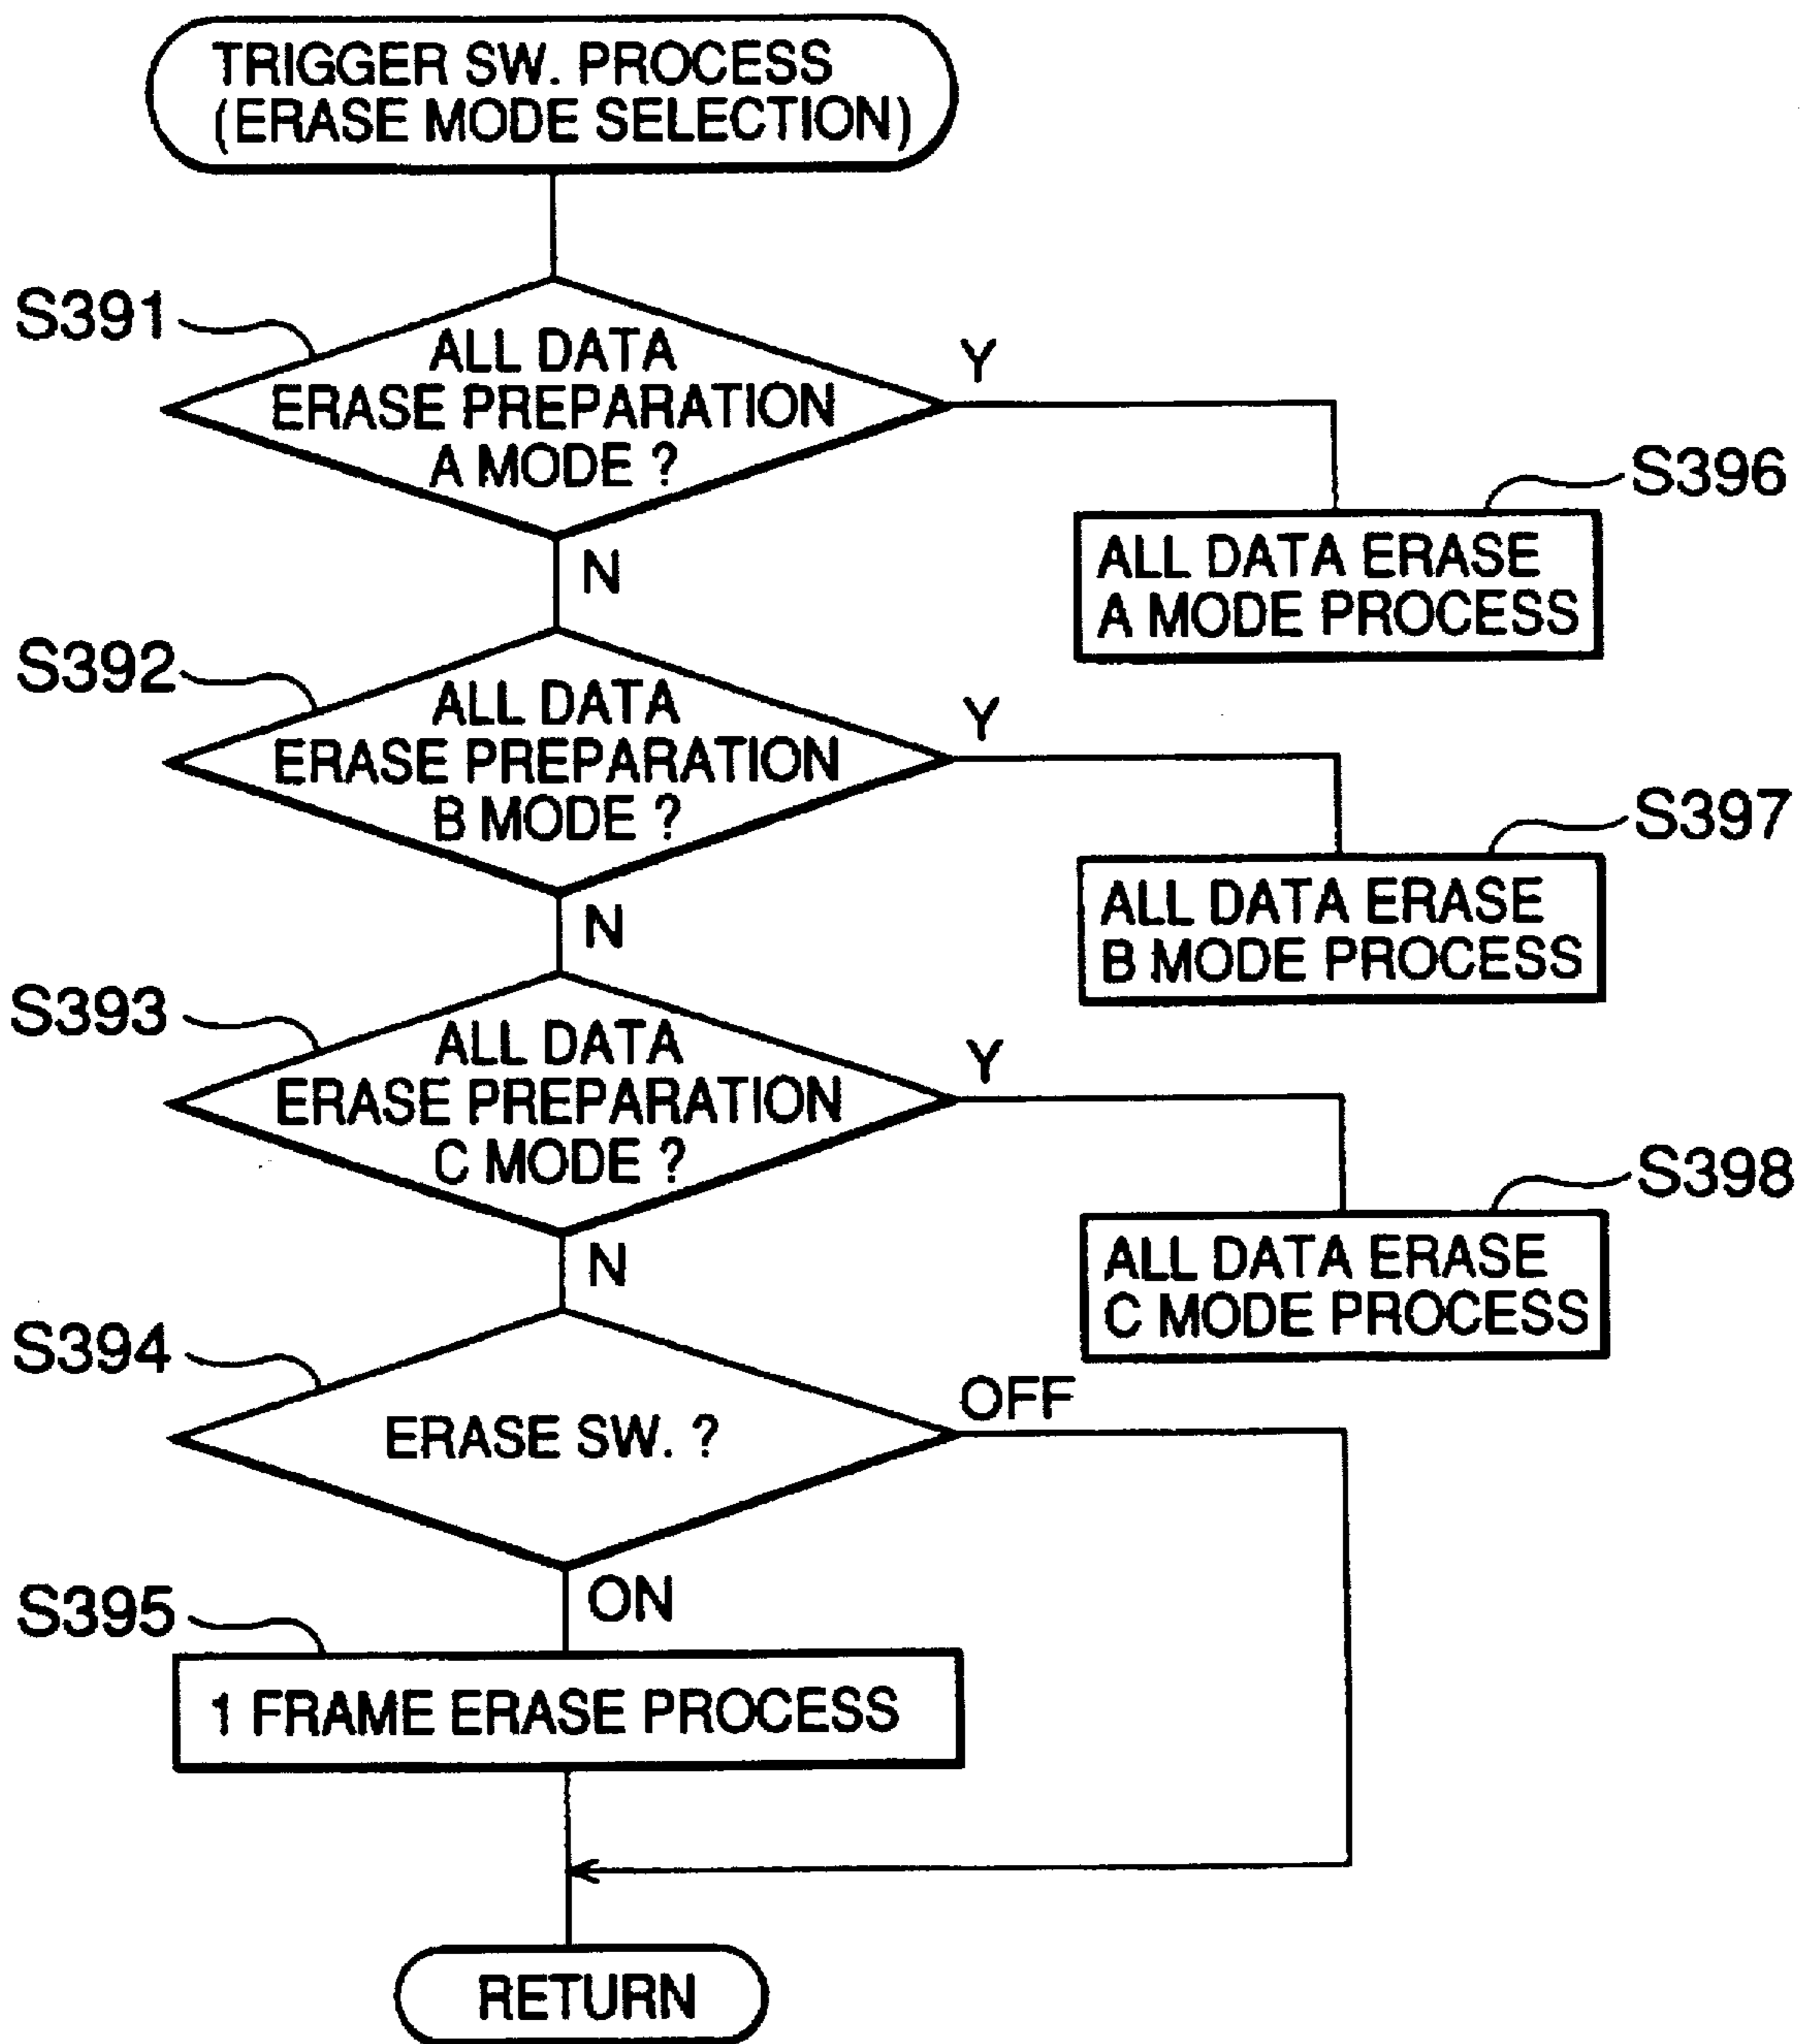 TRIGGER SW. PROCESS
(ERASE MODE SELECTION)
S391
ALL DATA
ERASE PREPARATION
A MODE ?
Y
N
S396
ALL DATA ERASE
A MODE PROCESS
S392
ALL DATA
ERASE PREPARATION
B MODE ?
Y
N
S397
ALL DATA ERASE
B MODE PROCESS
S393
ALL DATA
ERASE PREPARATION
C MODE ?
Y
N
S398
ALL DATA ERASE
C MODE PROCESS
S394
ERASE SW. ?
OFF
ON
S395
1 FRAME ERASE PROCESS
RETURN